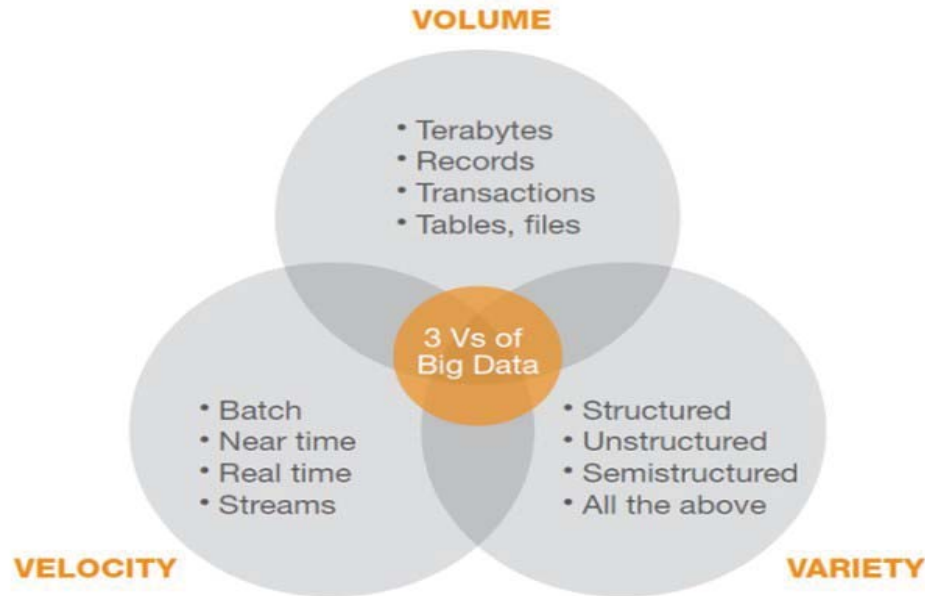 VOLUME
• Terabytes
• Records
• Transactions
• Tables, files
3 Vs of
Big Data
• Batch
• Near time
• Real time
• Streams
• Structured
• Unstructured
• Semistructured
• All the above
VELOCITY
VARIETY